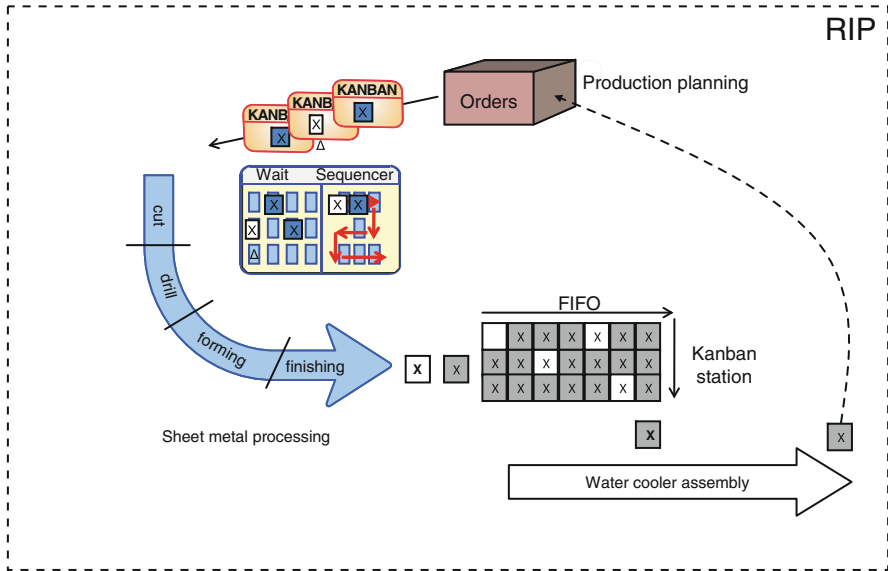 RIP
Production planning
Orders
KANBAN
X
KANB
X
Δ
KANB
X
Wait Sequencer
X X X
X X
Δ
cut
drill
forming
finishing
FIFO
X X X X X X
X X X X X X X
X X X X X X X
X X
Kanban
station
Sheet metal processing
X X
Water cooler assembly